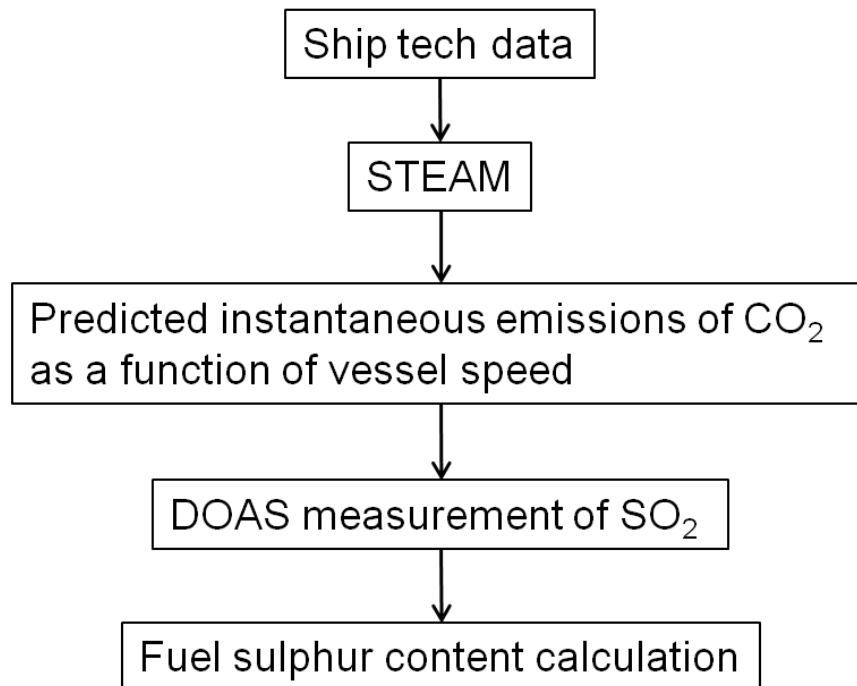 Ship tech data
STEAM
Predicted instantaneous emissions of CO₂
as a function of vessel speed
DOAS measurement of SO₂
Fuel sulphur content calculation